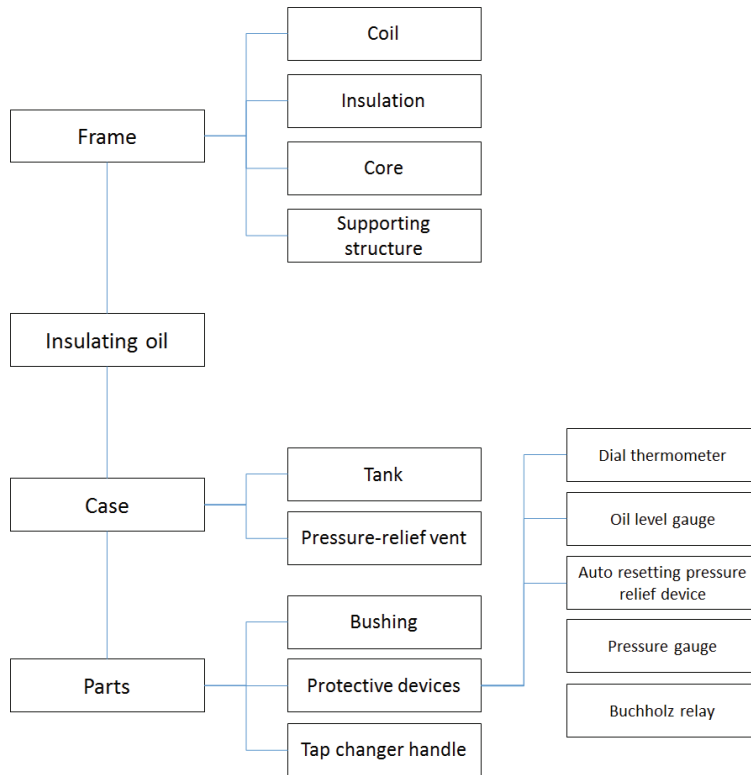 Coil
Insulation
Frame
Core
Supporting
structure
Insulating oil
Dial thermometer
Tank
Oil level gauge
Case
Pressure-relief vent
Auto resetting pressure
relief device
Bushing
Pressure gauge
Parts
Protective devices
Buchholz relay
Tap changer handle